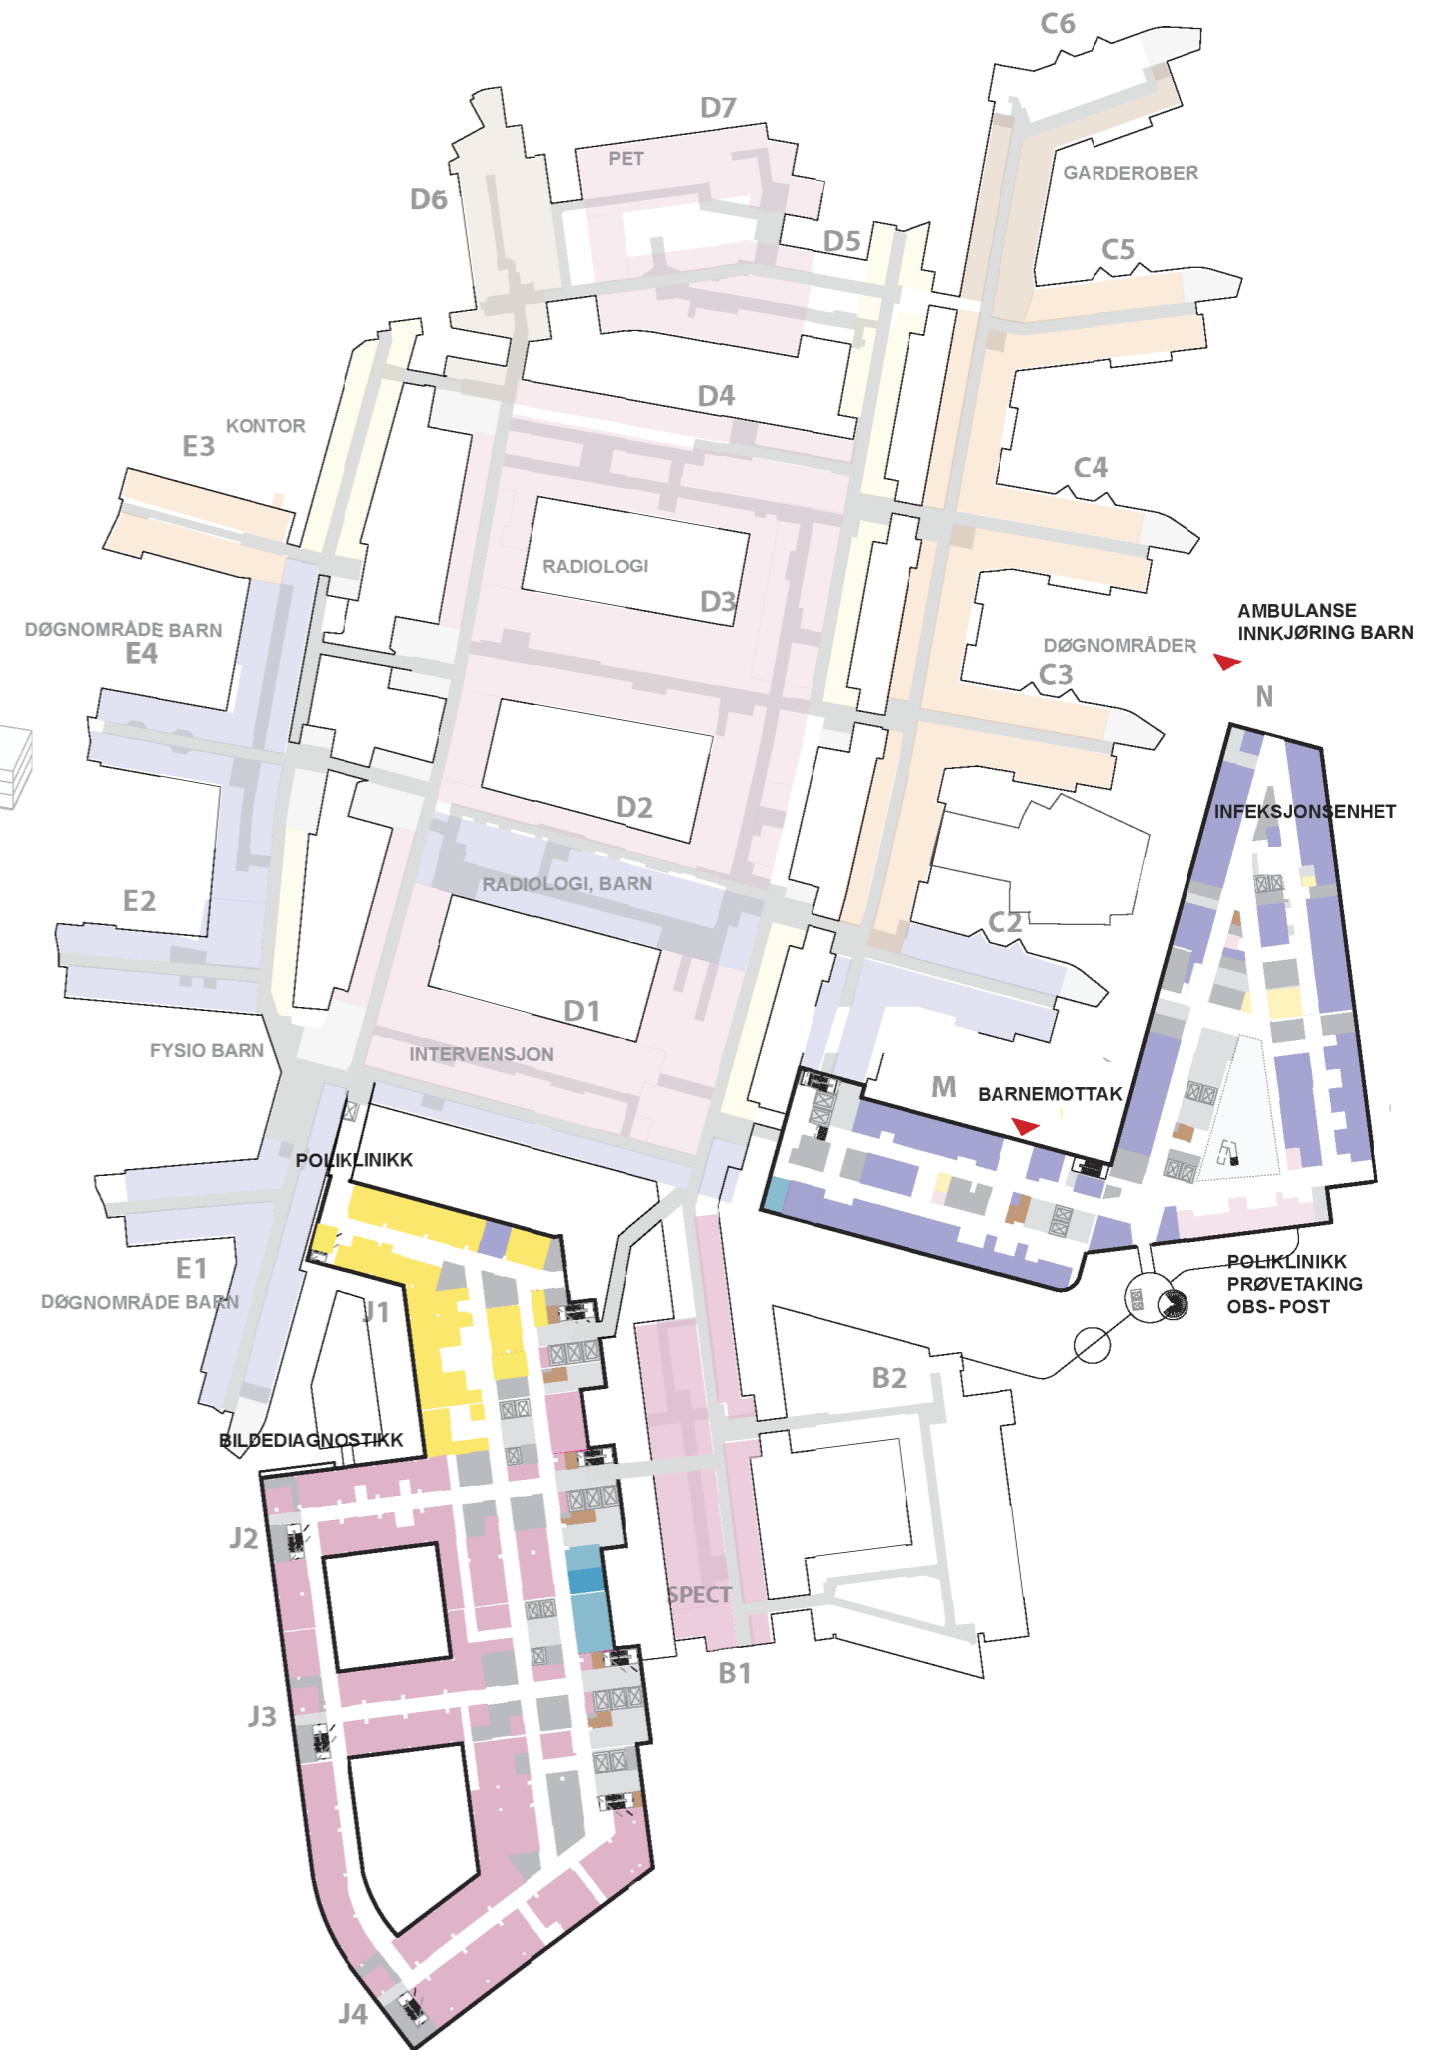 C6
D7
PET
GARDEROBER
D6
D5
C5
D4
KONTOR
E3
C4
RADIOLOGI
D3
AMBULANSE
INNKJØRING BARN
DØGNOMRÅDE BARN
E4
DØGNOMRÅDER
C3
N
D2
INFEKSJONSENHET
RADIOLOGI, BARN
E2
C2
D1
FYSIO BARN
INTERVENSJON
M
BARNEMOTTAK
POLIKLINIKK
E1
DØGNOMRÅDE BARN
J1
POLIKLINIKK
PRØVETAKING
OBS- POST
B2
BILDEDIAGNOSTIKK
J2
SPECT
B1
J3
J4